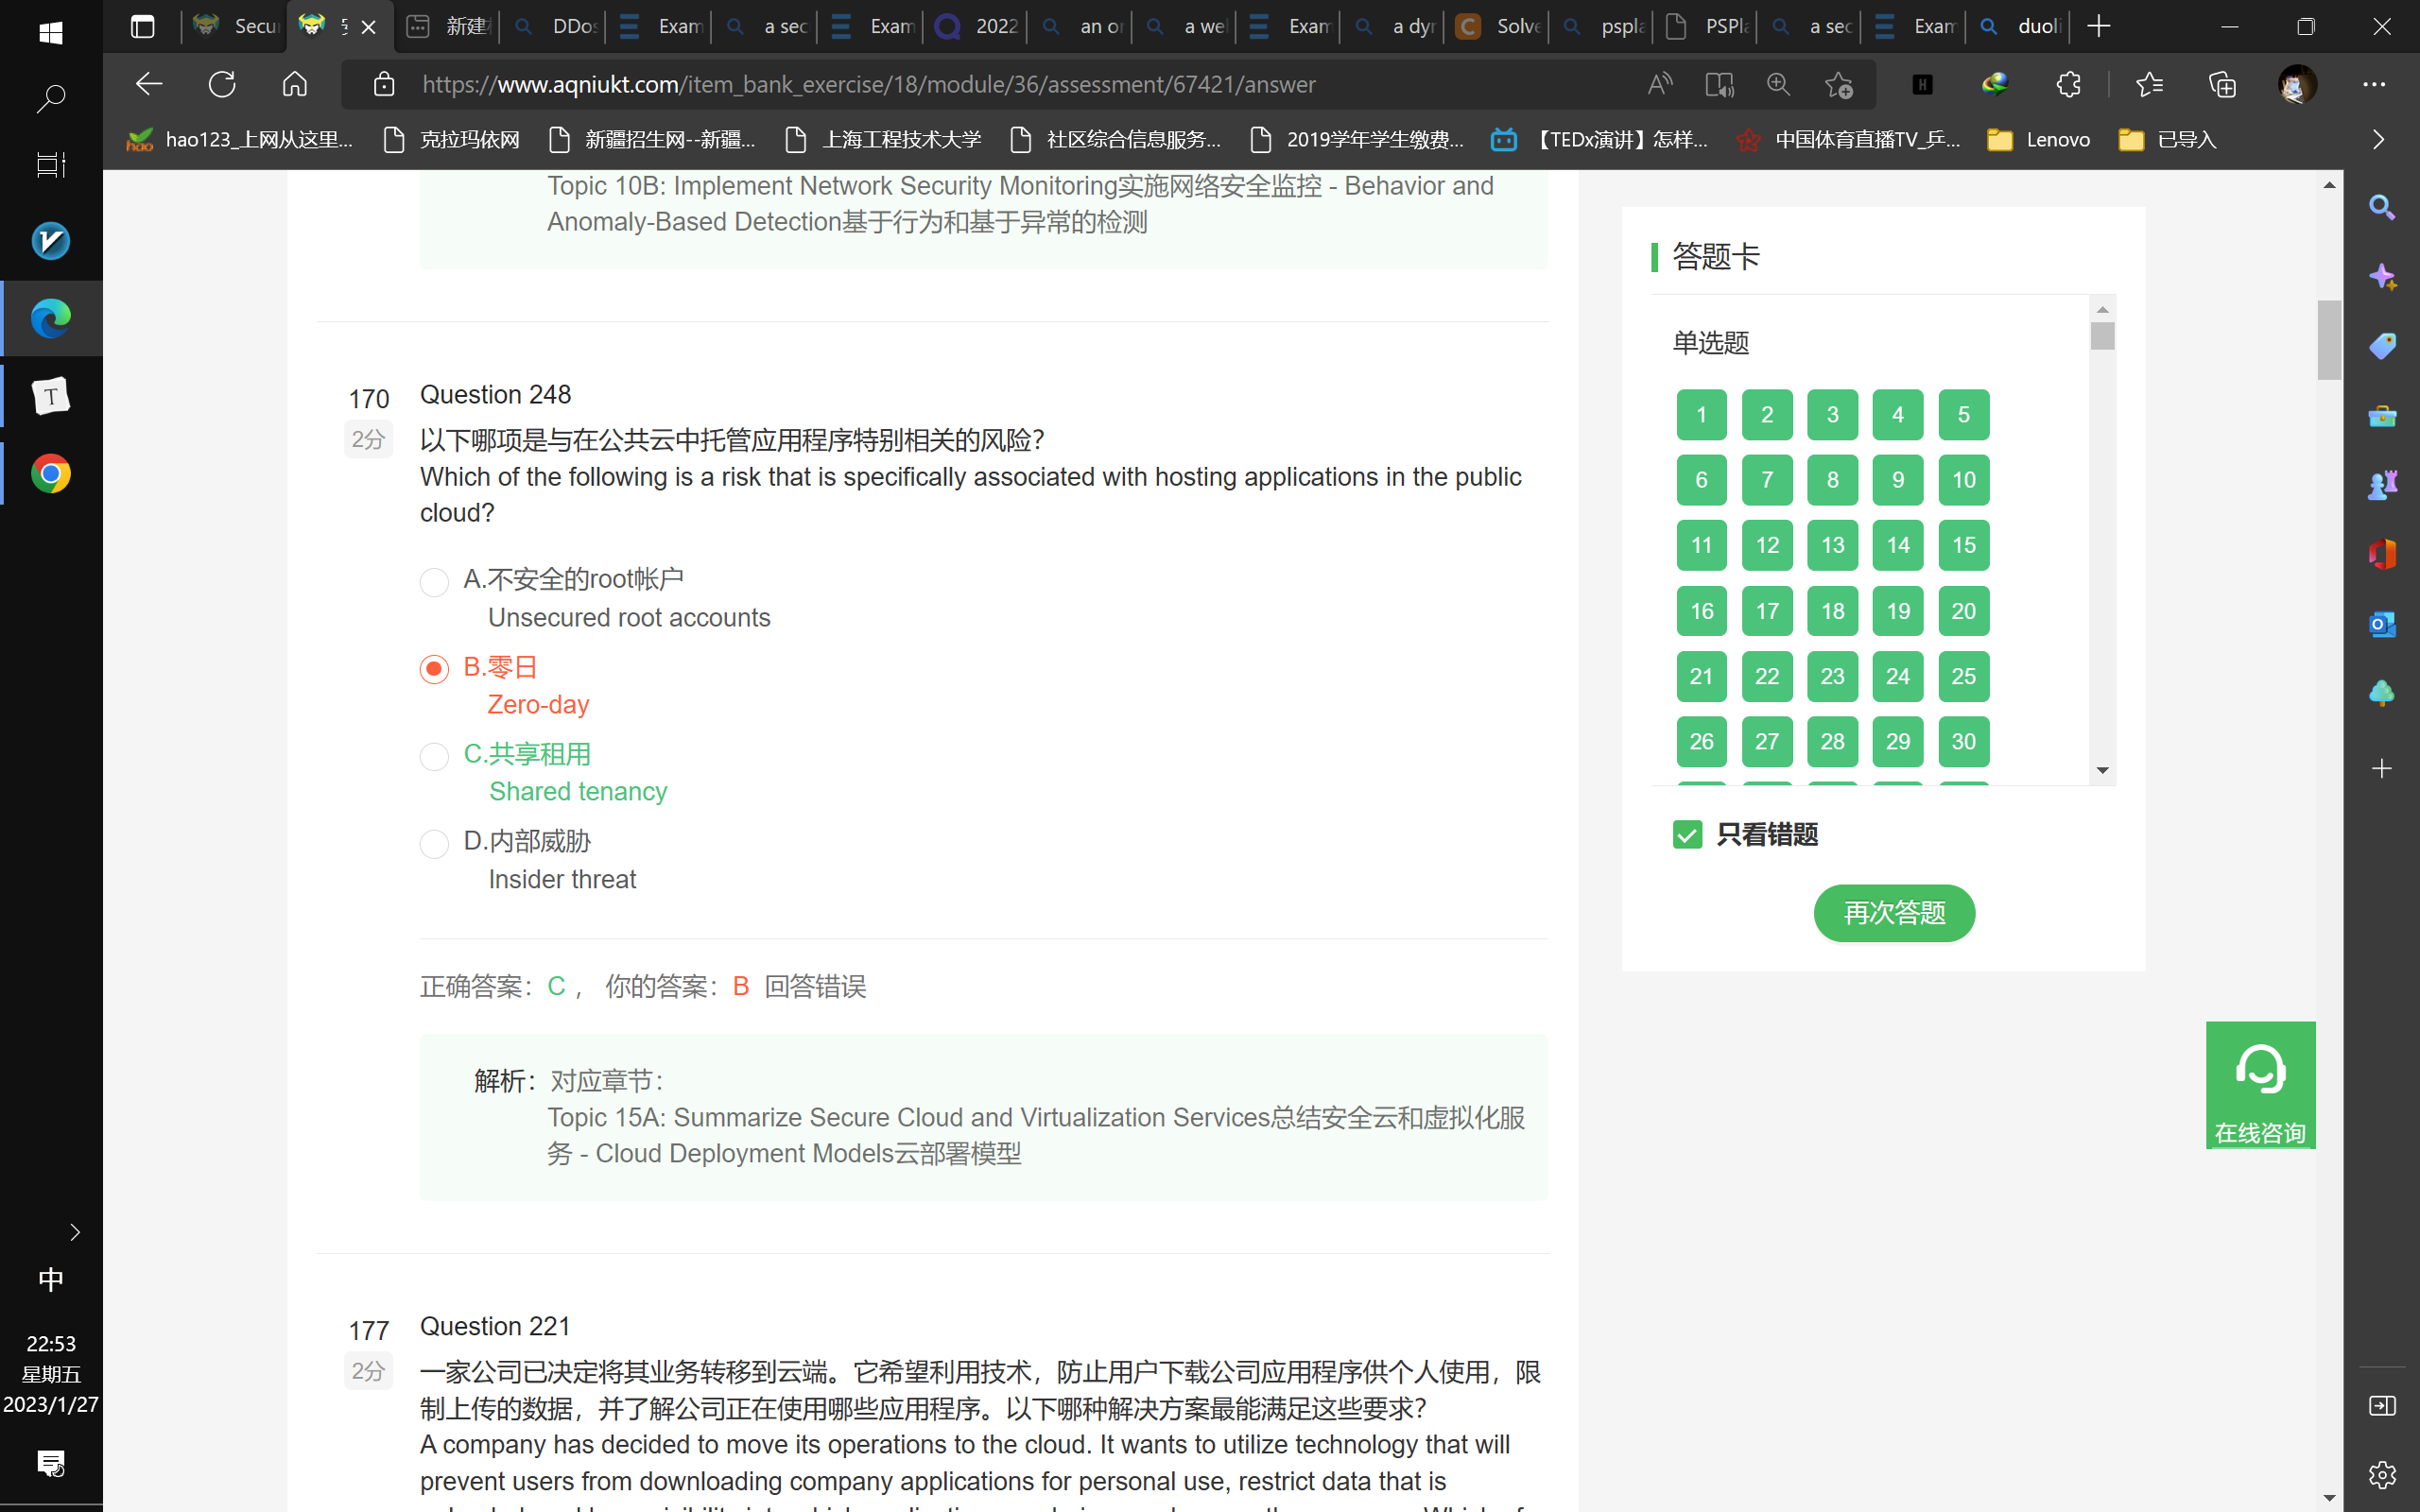 Secu
新建
DDos
Exam
a sec
Exam
2022
an or
a wel
Exam
a dyn
Solve
pspla
PSPla
a sec
Exam
duoli
https://www.aqniukt.com/item_bank_exercise/18/module/36/assessment/67421/answer
hao123_上网从这里...
克拉玛依网
新疆招生网--新疆...
上海工程技术大学
社区综合信息服务...
2019学年学生缴费...
【TEDx演讲】怎样...
中国体育直播TV_乒...
Lenovo
已导入
Topic 10B: Implement Network Security Monitoring实施网络安全监控 - Behavior and
Anomaly-Based Detection基于行为和基于异常的检测
170
2分
Question 248
以下哪项是与在公共云中托管应用程序特别相关的风险？
Which of the following is a risk that is specifically associated with hosting applications in the public
cloud?
A.不安全的root帐户
Unsecured root accounts
B.零日
Zero-day
C.共享租用
Shared tenancy
D.内部威胁
Insider threat
正确答案：C， 你的答案：B 回答错误
解析：对应章节：
Topic 15A: Summarize Secure Cloud and Virtualization Services总结安全云和虚拟化服
务 - Cloud Deployment Models云部署模型
177
2分
Question 221
一家公司已决定将其业务转移到云端。它希望利用技术，防止用户下载公司应用程序供个人使用，限
制上传的数据，并了解公司正在使用哪些应用程序。以下哪种解决方案最能满足这些要求？
A company has decided to move its operations to the cloud. It wants to utilize technology that will
prevent users from downloading company applications for personal use, restrict data that is
答题卡
单选题
1 2 3 4 5
6 7 8 9 10
11 12 13 14 15
16 17 18 19 20
21 22 23 24 25
26 27 28 29 30
只看错题
再次答题
在线咨询
中
22:53
星期五
2023/1/27